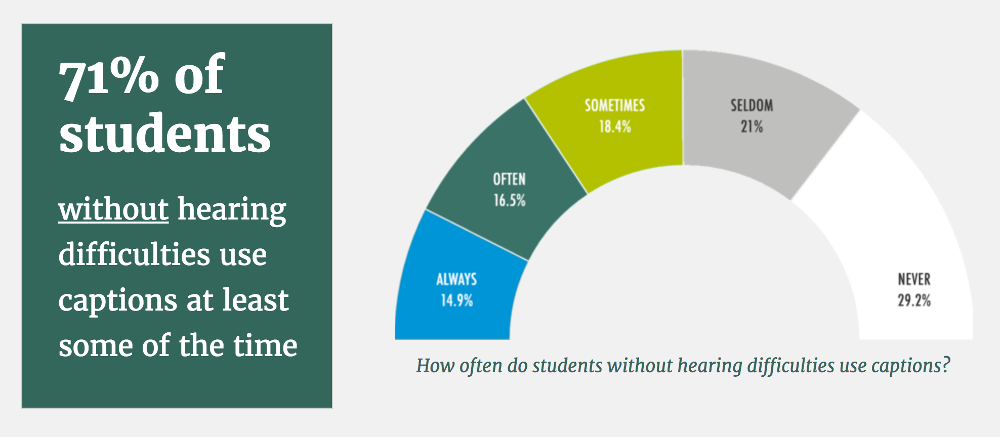 71% of
students
without hearing
difficulties use
captions at least
some of the time
SOMETIMES
18.4%
SELDOM
21%
OFTEN
16.5%
ALWAYS
14.9%
NEVER
29.2%
How often do students without hearing difficulties use captions?